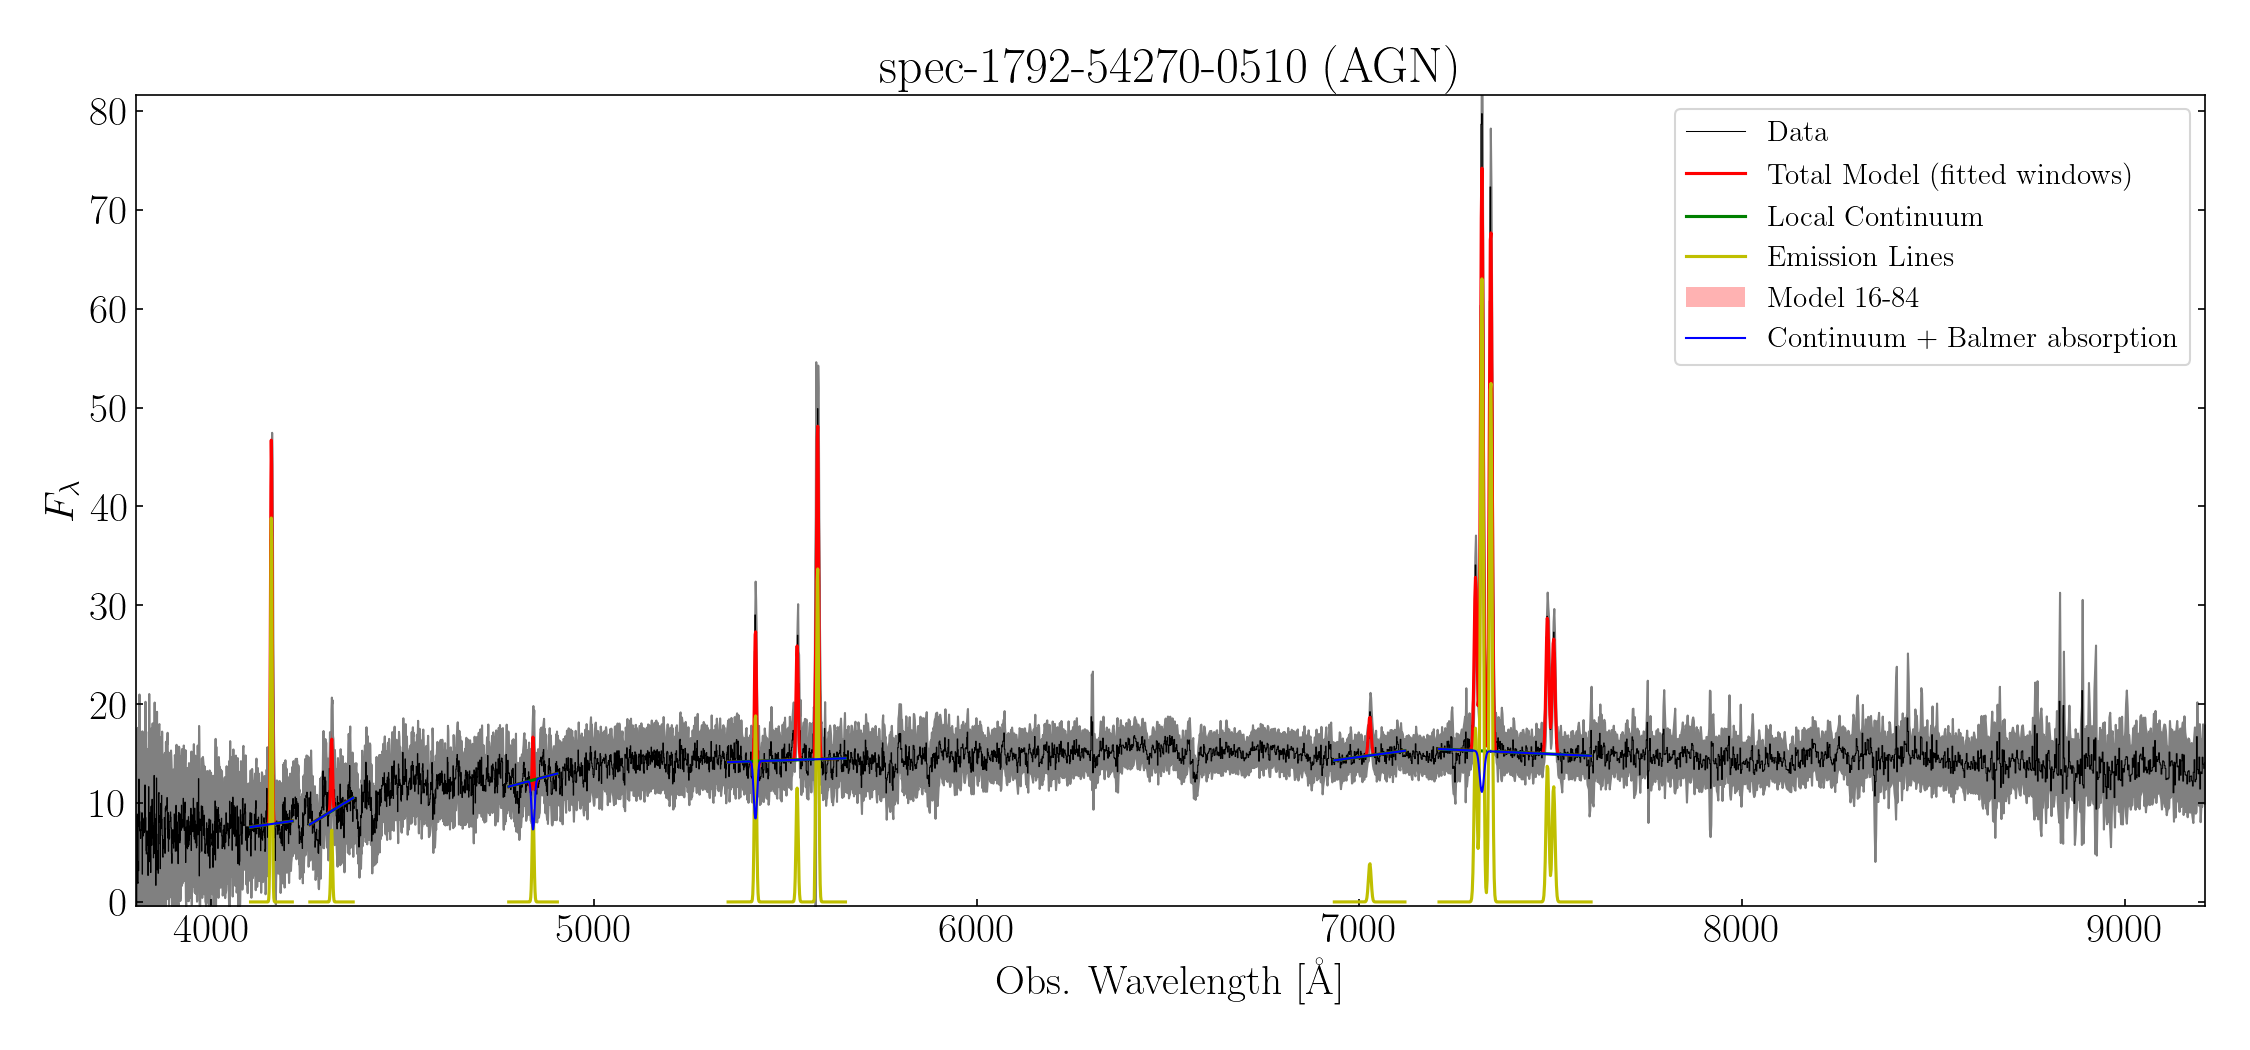 spec-1792-54270-0510 (AGN)
80
70
60
50
40
30
20
10
0
F_λ
Data
Total Model (fitted windows)
Local Continuum
Emission Lines
Model 16-84
Continuum + Balmer absorption
4000 5000 6000 7000 8000 9000
Obs. Wavelength [Å]